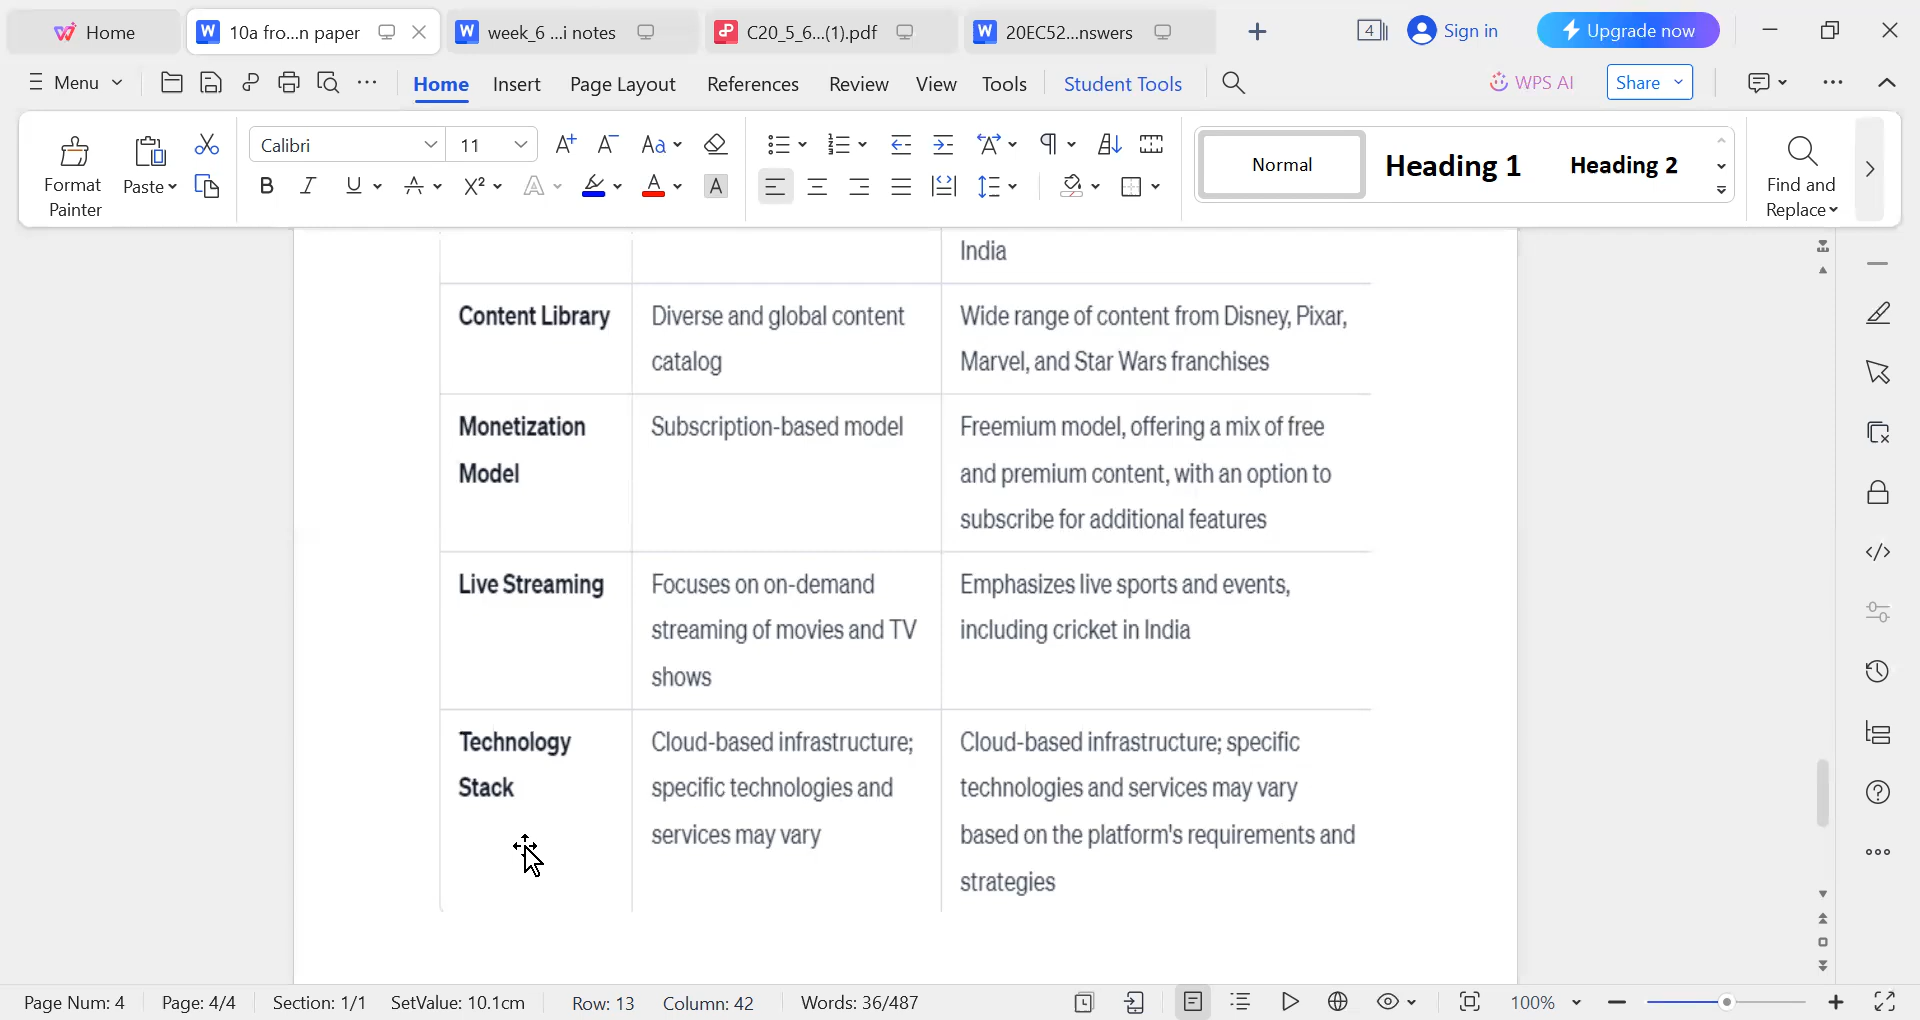 Home
10a fro...n paper
week_6 ...i notes
C20_5_6...(1).pdf
20EC52...nswers
4
Sign in
Upgrade now
Menu
Home
Insert
Page Layout
References
Review
View
Tools
Student Tools
WPS AI
Share
Format
Painter
Paste
Calibri
11
Normal
Heading 1
Heading 2
Find and
Replace
India
Content Library
Diverse and global content
catalog
Wide range of content from Disney, Pixar,
Marvel, and Star Wars franchises
Monetization
Model
Subscription-based model
Freemium model, offering a mix of free
and premium content, with an option to
subscribe for additional features
Live Streaming
Focuses on on-demand
streaming of movies and TV
shows
Emphasizes live sports and events,
including cricket in India
Technology
Stack
Cloud-based infrastructure;
specific technologies and
services may vary
Cloud-based infrastructure; specific
technologies and services may vary
based on the platform's requirements and
strategies
Page Num: 4
Page: 4/4
Section: 1/1
SetValue: 10.1cm
Row: 13
Column: 42
Words: 36/487
100%